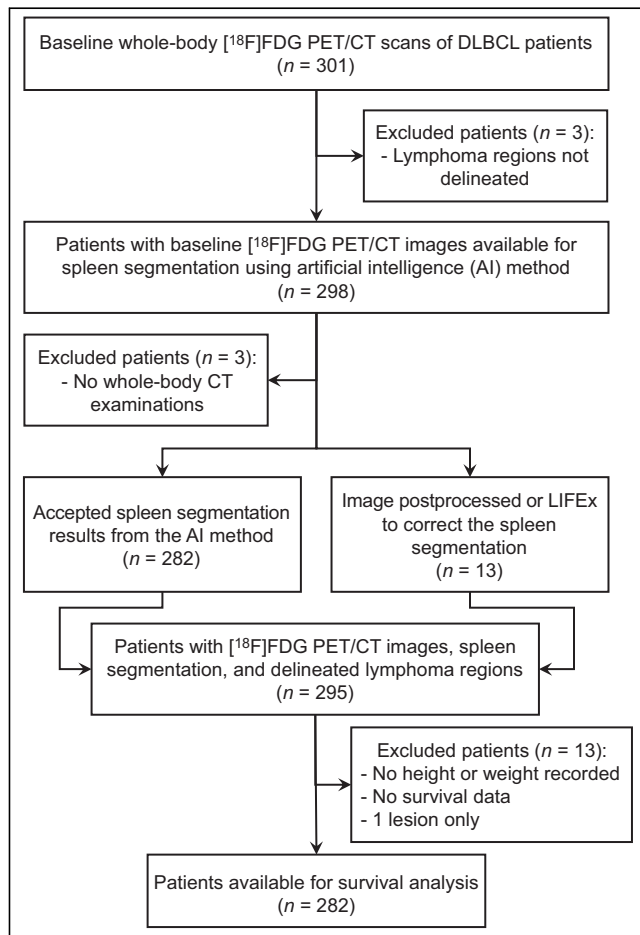 Baseline whole-body [18F]FDG PET/CT scans of DLBCL patients
(n = 301)
Excluded patients (n = 3):
- Lymphoma regions not
delineated
Patients with baseline [18F]FDG PET/CT images available for
spleen segmentation using artificial intelligence (AI) method
(n = 298)
Excluded patients (n = 3):
- No whole-body CT
examinations
Accepted spleen segmentation
results from the AI method
(n = 282)
Image postprocessed or LIFEx
to correct the spleen
segmentation
(n = 13)
Patients with [18F]FDG PET/CT images, spleen
segmentation, and delineated lymphoma regions
(n = 295)
Excluded patients (n = 13):
- No height or weight recorded
- No survival data
- 1 lesion only
Patients available for survival analysis
(n = 282)